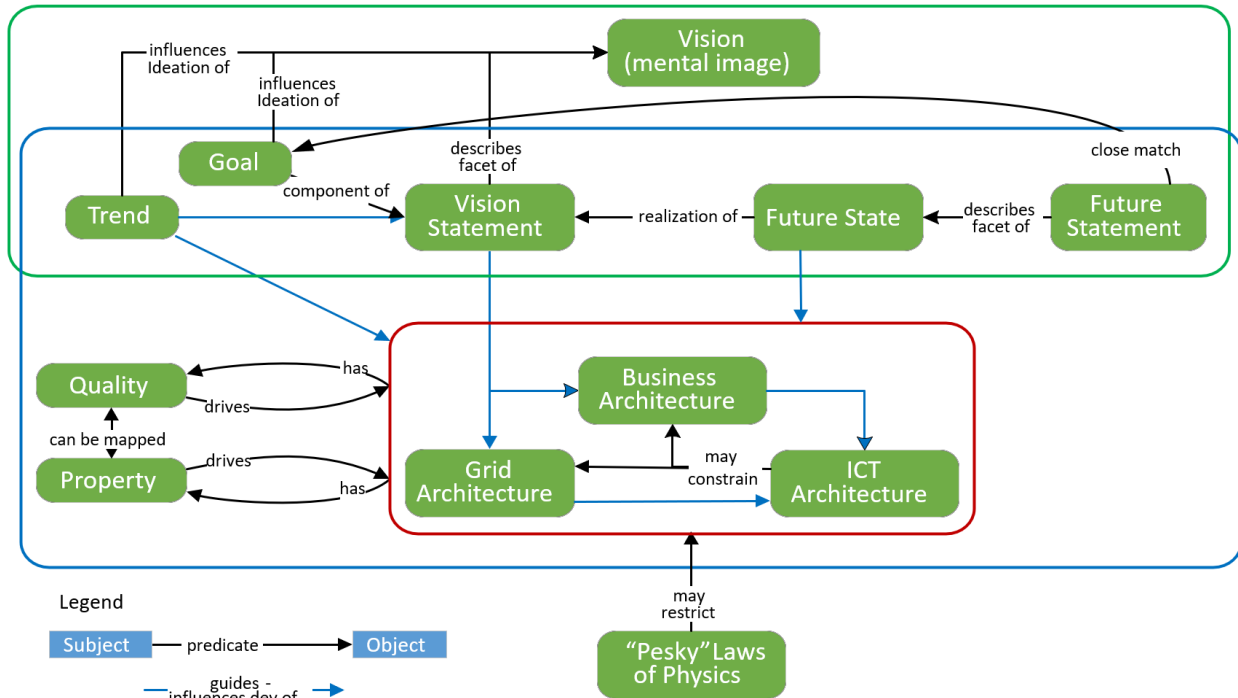 Vision
(mental image)
influences
Ideation of
influences
Ideation of
Goal
describes
facet of
close match
component of
Trend
Vision
Statement
realization of
Future State
describes
facet of
Future
Statement
Quality
has
drives
can be mapped
Property
drives
has
Business
Architecture
Grid
Architecture
may
constrain
ICT
Architecture
may
restrict
"Pesky" Laws
of Physics
Legend
Subject
predicate
Object
guides -
influences dev of